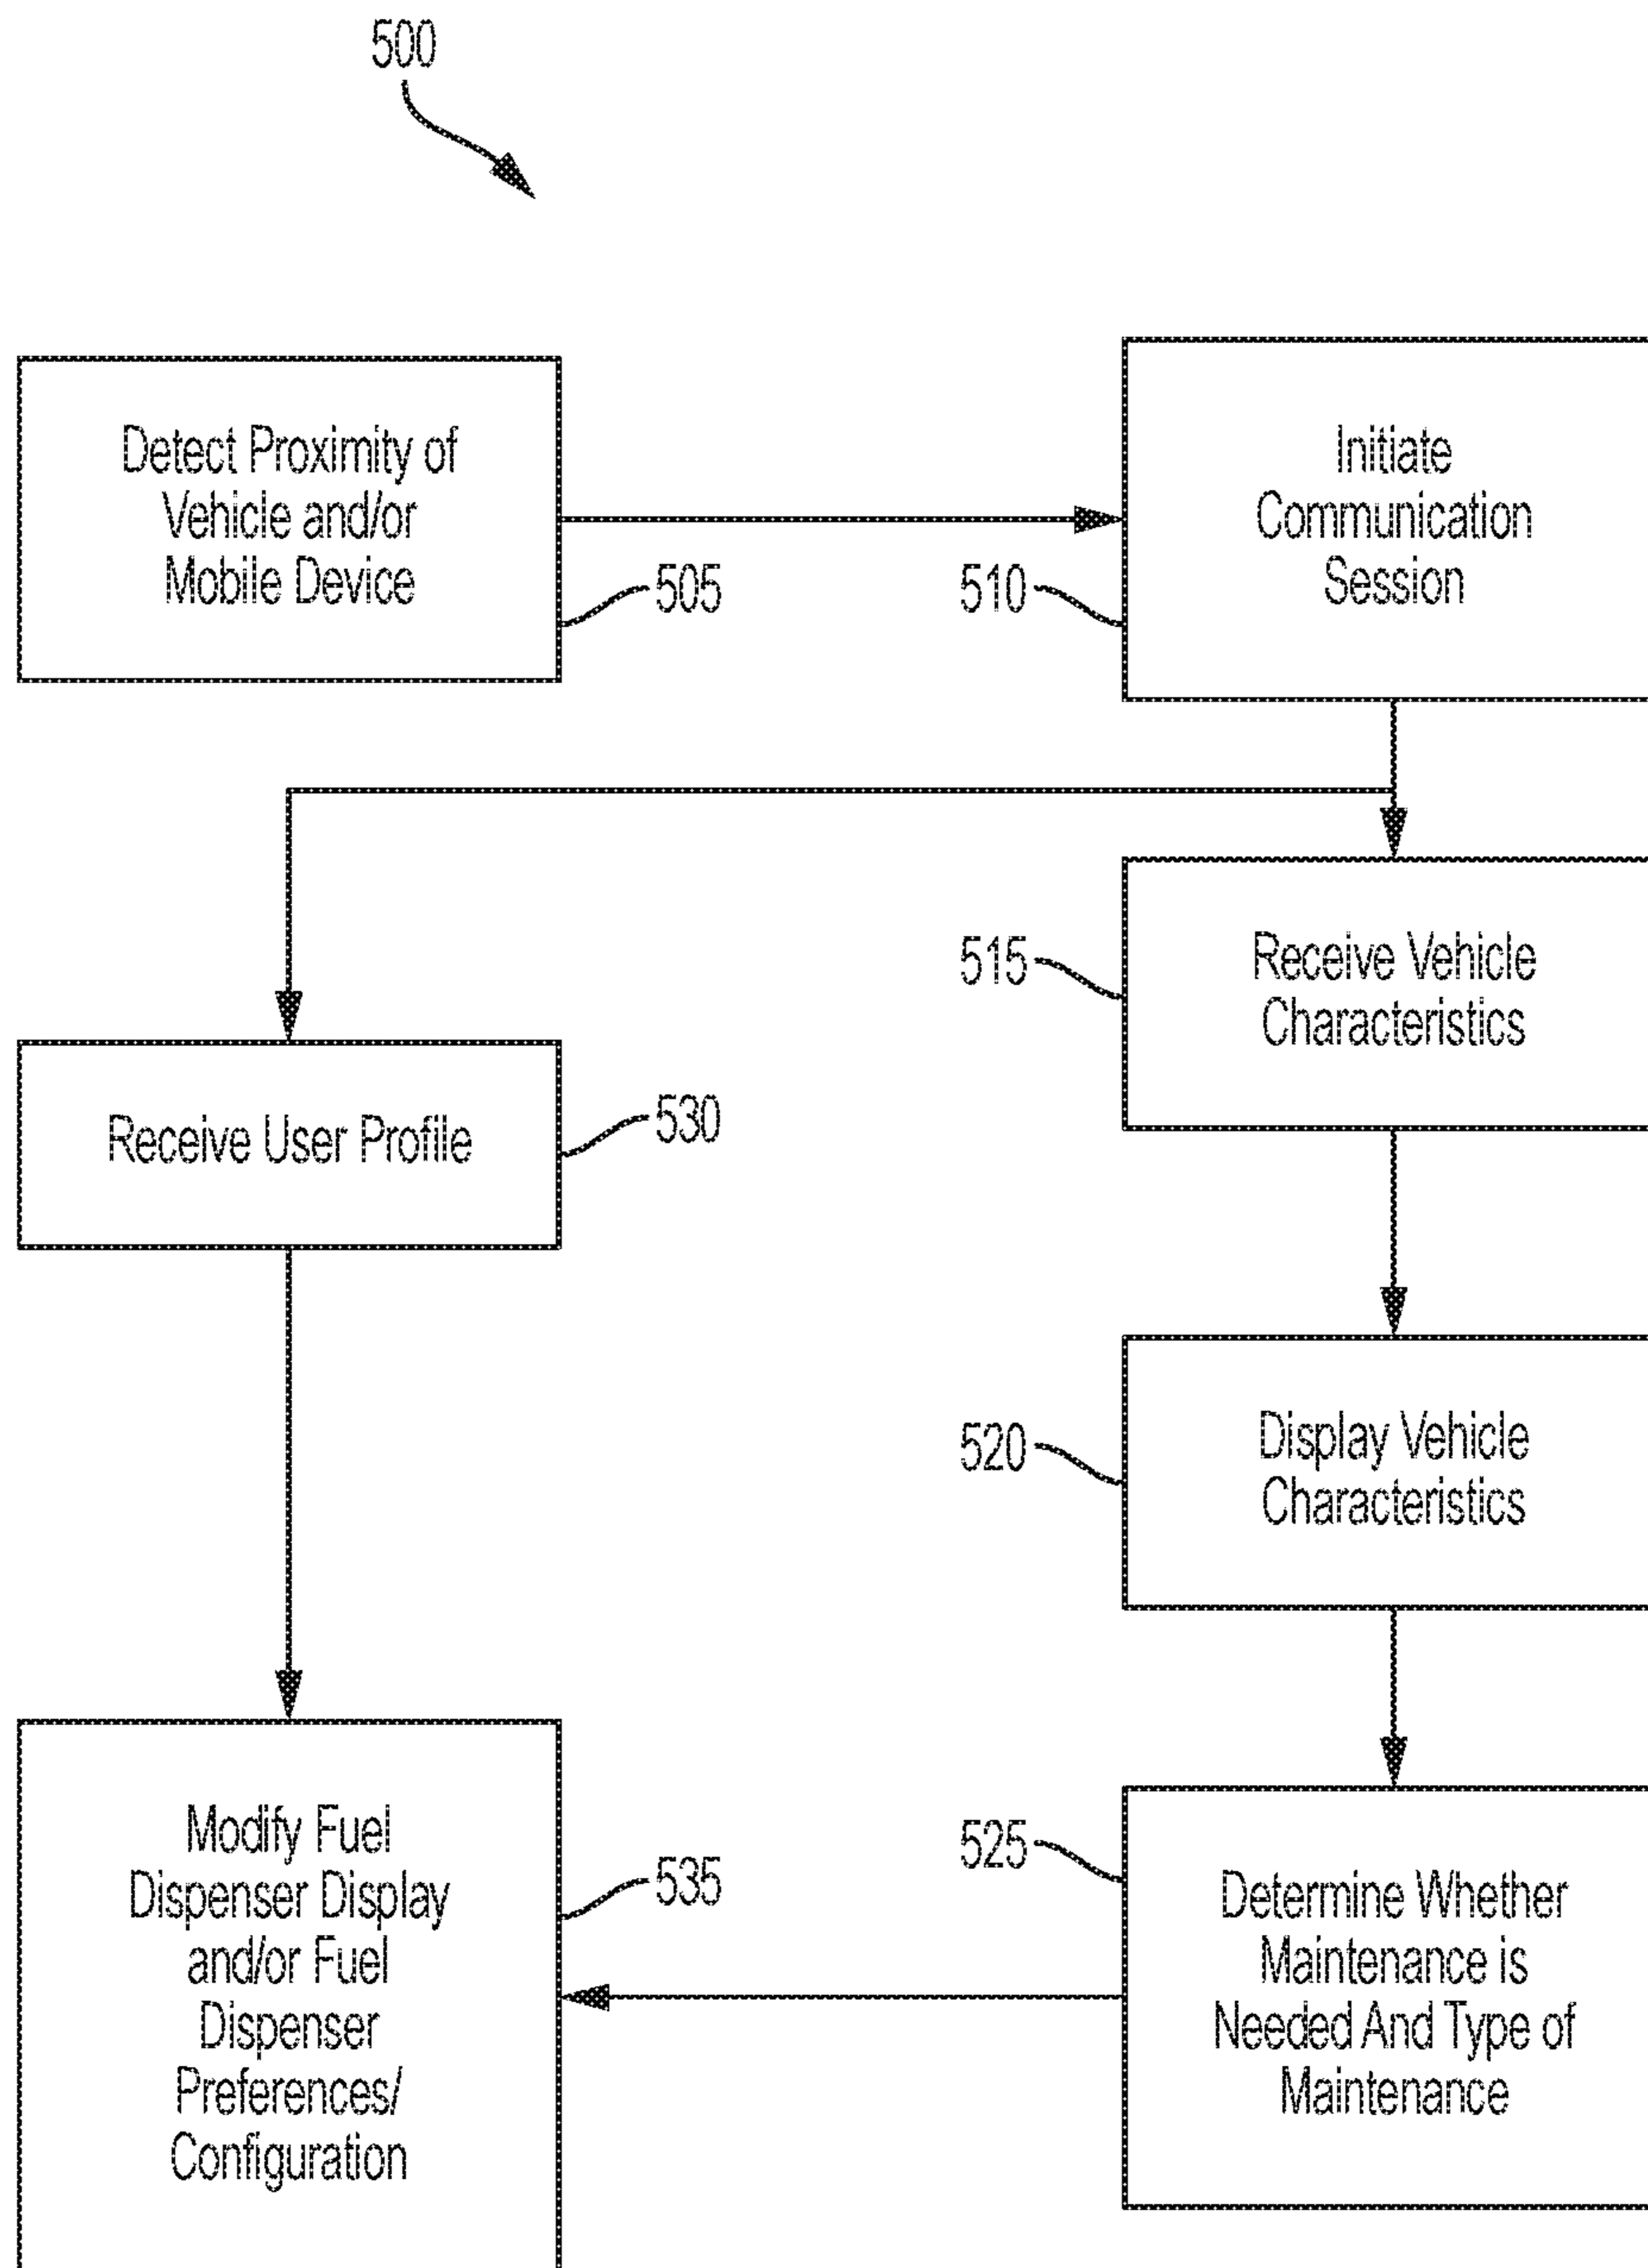 500
Detect Proximity of
Vehicle and/or
Mobile Device
505
510
Initiate
Communication
Session
515
Receive Vehicle
Characteristics
Receive User Profile
530
520
Display Vehicle
Characteristics
Modify Fuel
Dispenser Display
and/or Fuel
Dispenser
Preferences/
Configuration
535
525
Determine Whether
Maintenance is
Needed And Type of
Maintenance